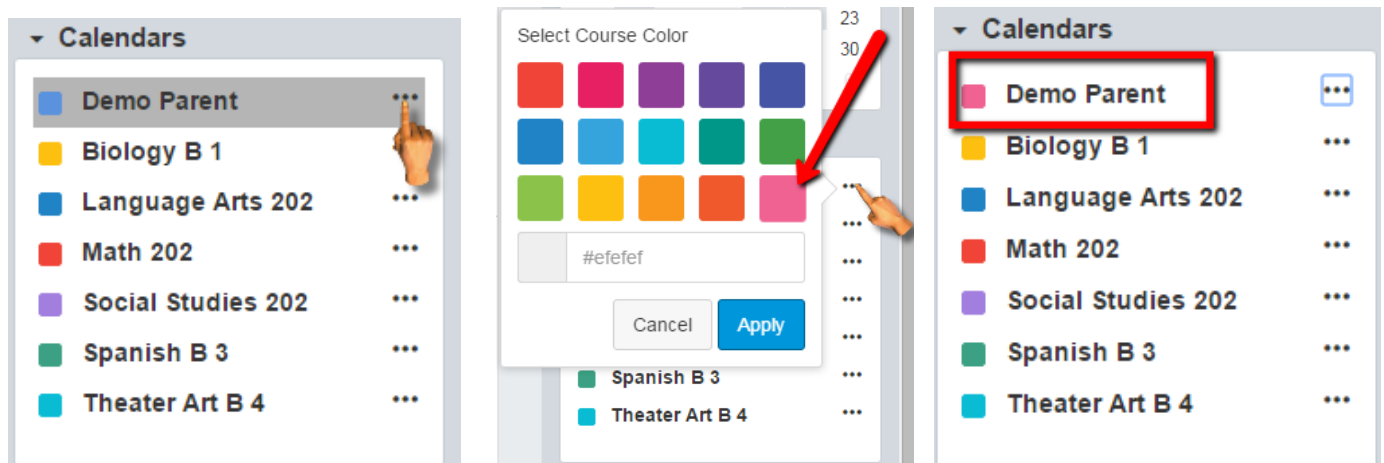 Calendars
Demo Parent
Biology B 1
Language Arts 202
Math 202
Social Studies 202
Spanish B 3
Theater Art B 4
23
30
Select Course Color
#efefef
Cancel Apply
Spanish B 3
Theater Art B 4
Calendars
Demo Parent
Biology B 1
Language Arts 202
Math 202
Social Studies 202
Spanish B 3
Theater Art B 4